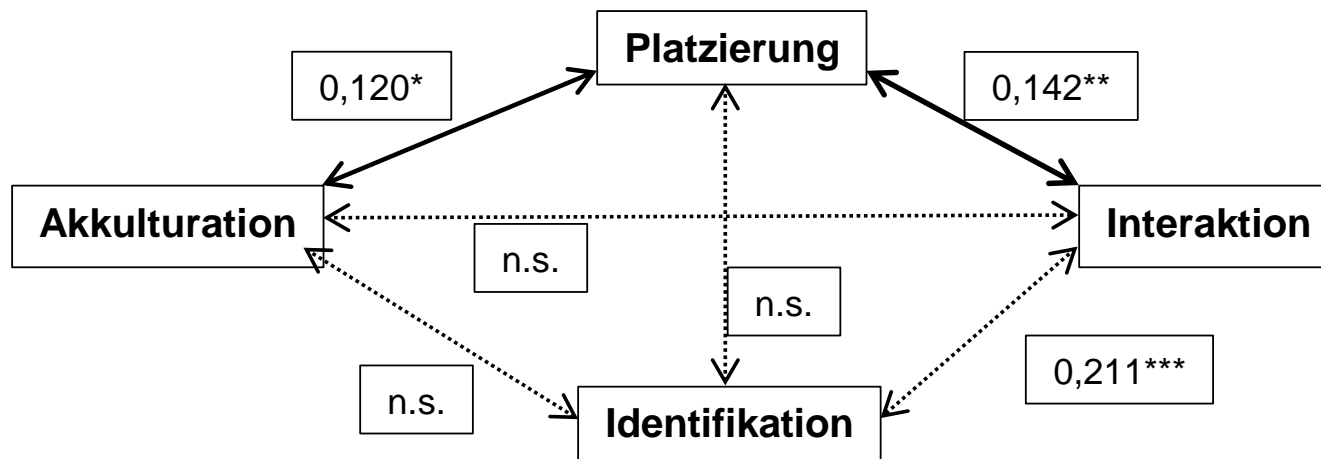 Platzierung
0,120*
0,142**
Akkulturation
Interaktion
n.s.
n.s.
n.s.
0,211***
Identifikation